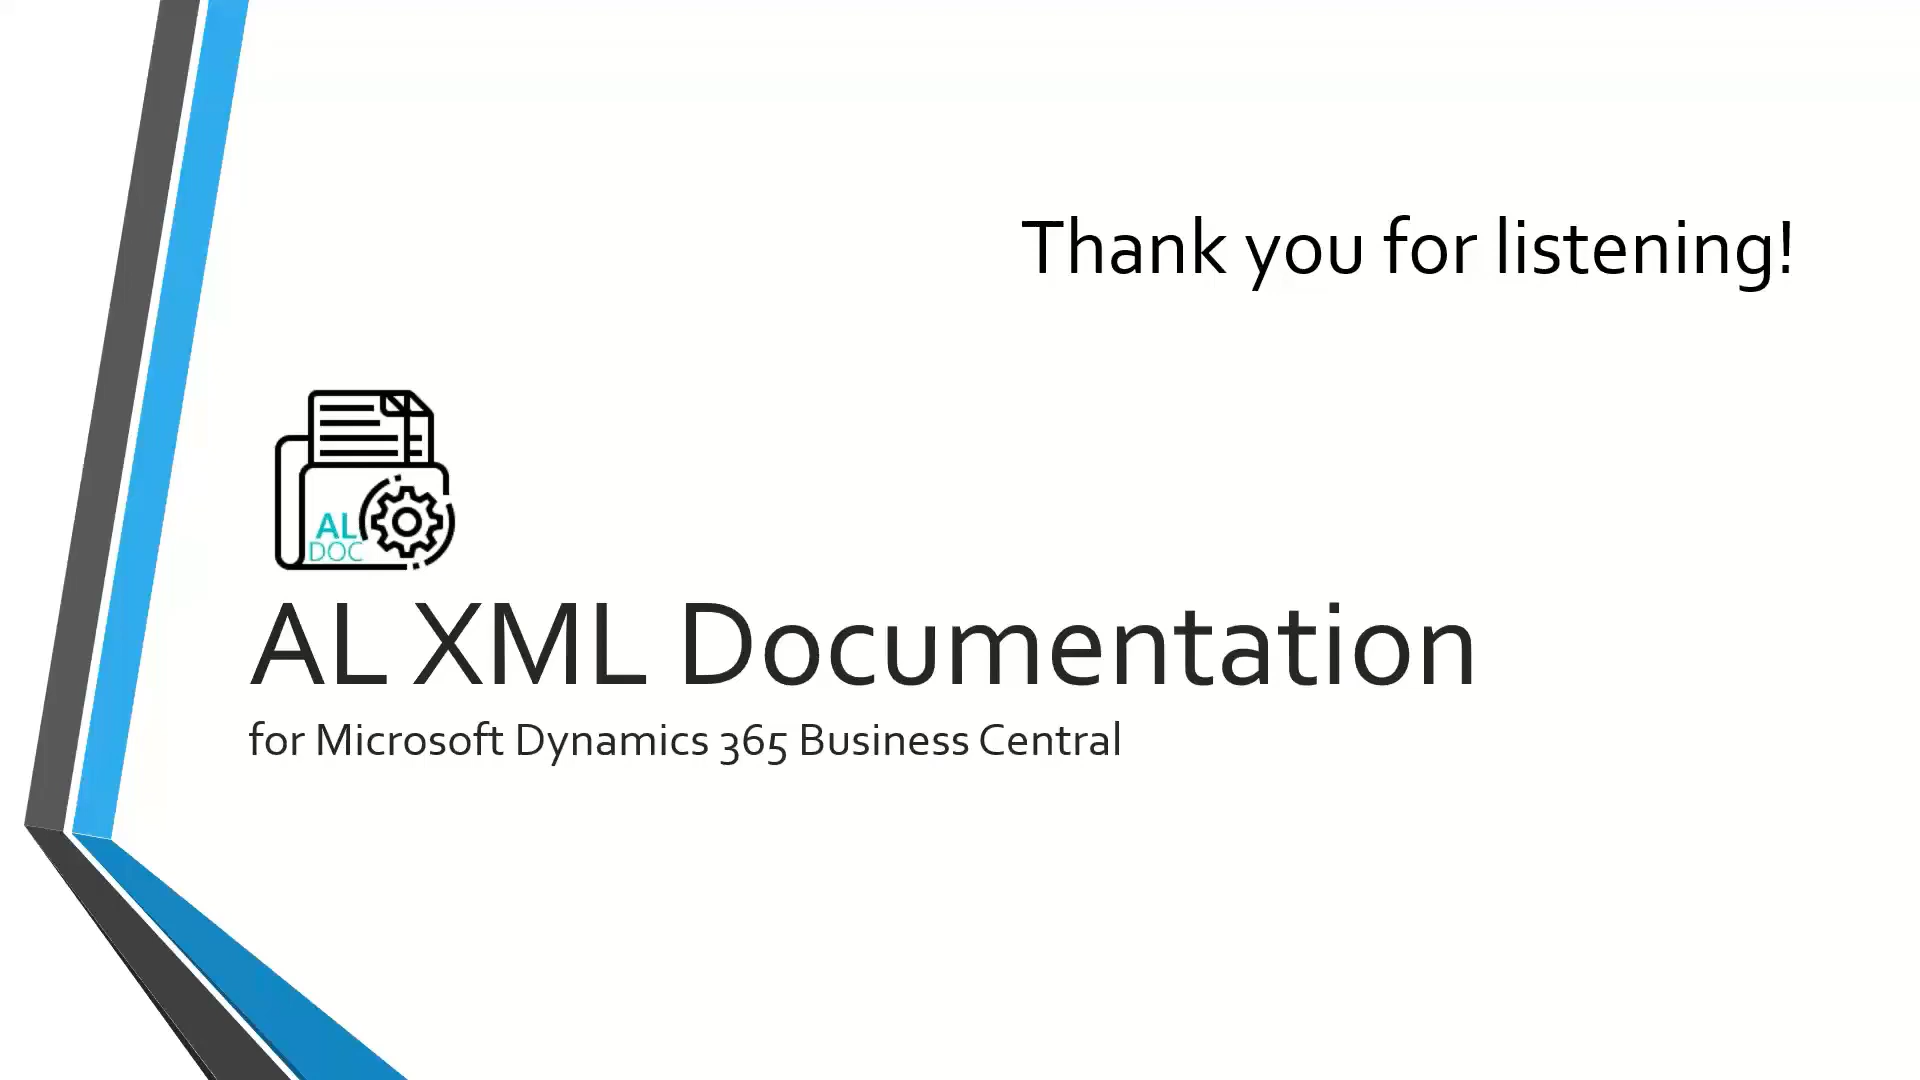 Thank you for listening!
AL
DOC
AL XML Documentation
for Microsoft Dynamics 365 Business Central